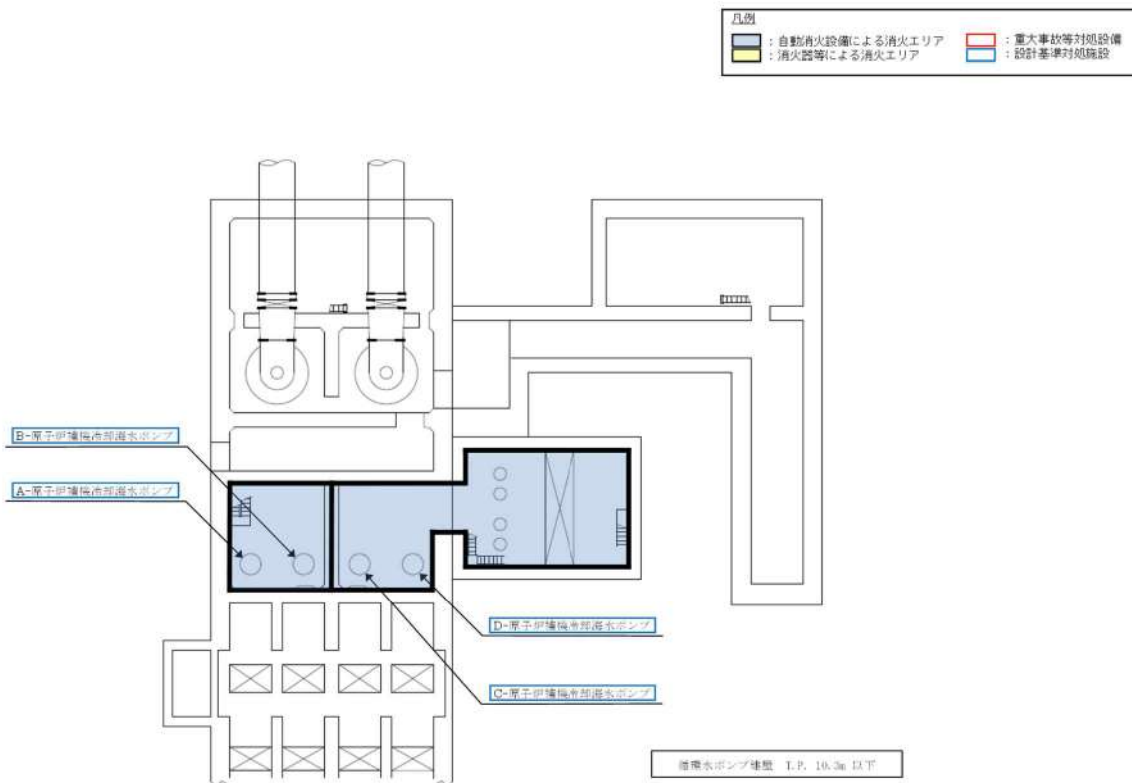 凡例
：自動消火設備による消火エリア
：重大事故等対処設備
：消火器等による消火エリア
：設計基準対処施設
B-原子炉補機冷却海水ポンプ
A-原子炉補機冷却海水ポンプ
D-原子炉補機冷却海水ポンプ
C-原子炉補機冷却海水ポンプ
循環水ポンプ建屋 T.P. 10.3m 以下